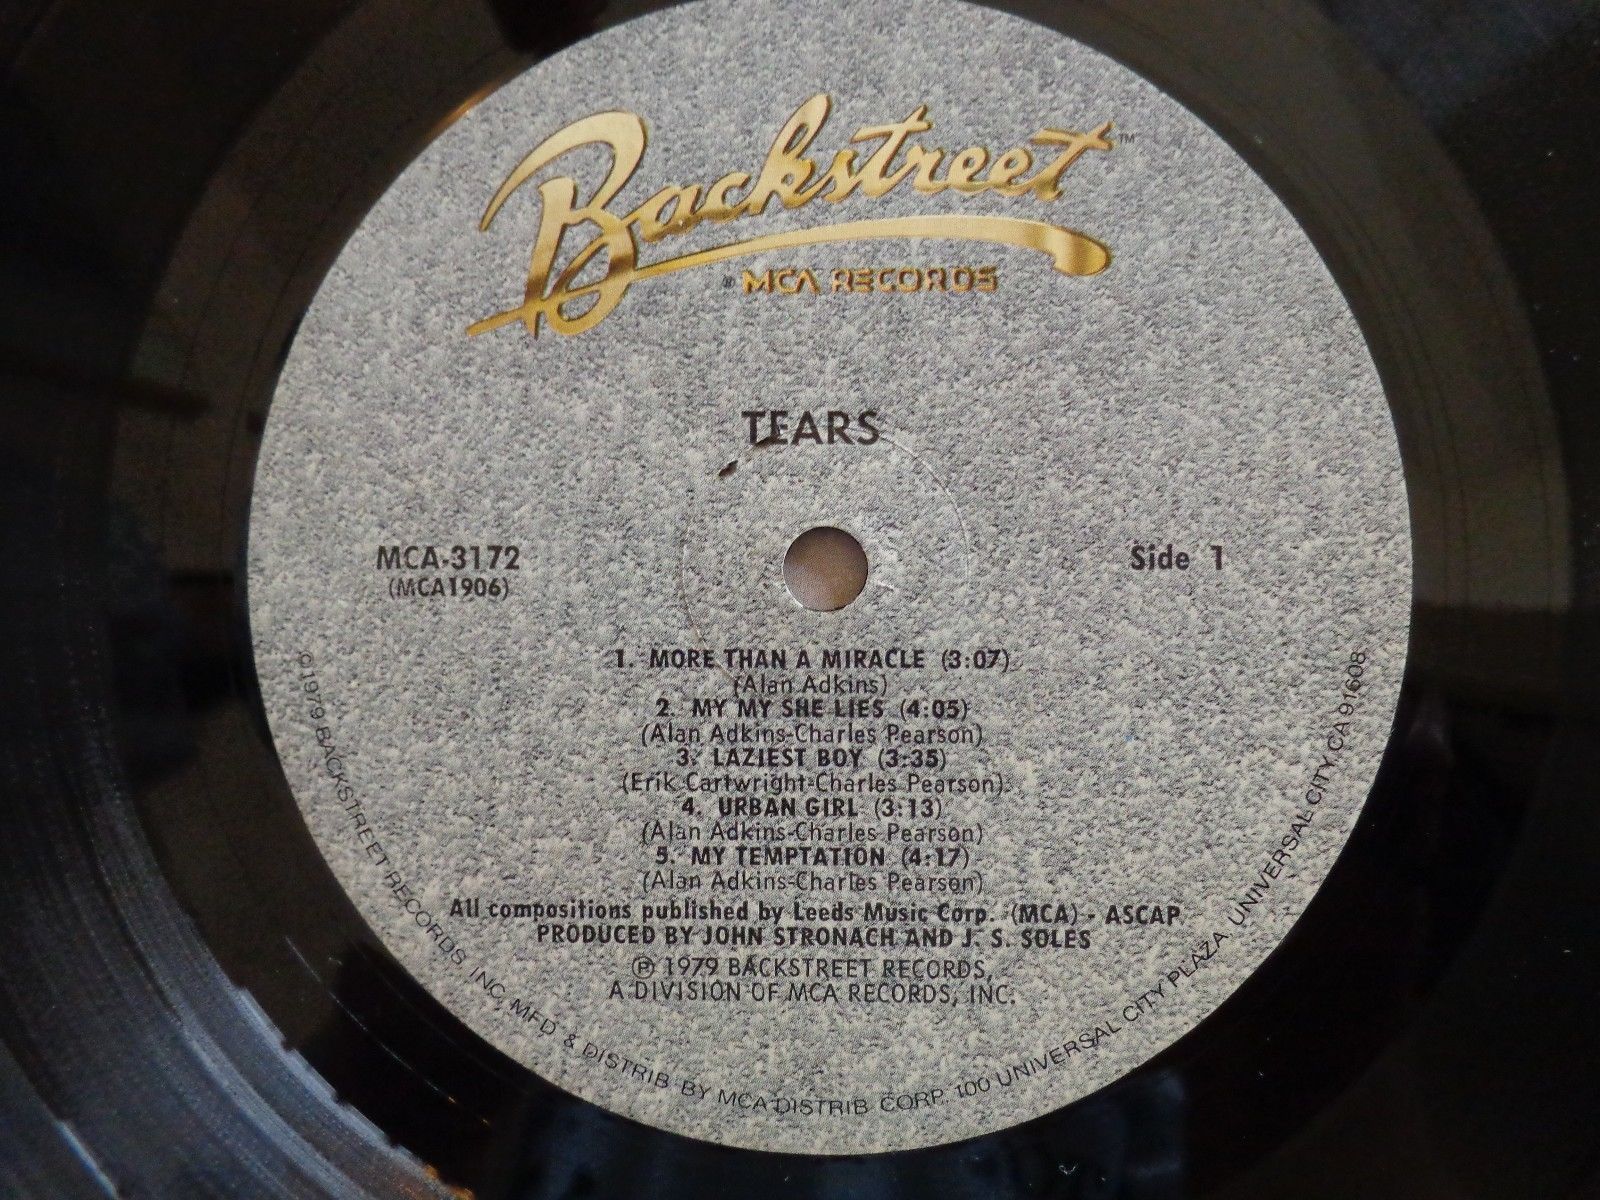 Backstreet™
® MCA RECORDS
TEARS
MCA-3172
(MCA1906)
Side 1
1. MORE THAN A MIRACLE (3:07)
(Alan Adkins)
2. MY MY SHE LIES (4:05)
(Alan Adkins-Charles Pearson)
3. LAZIEST BOY (3:35)
(Erik Cartwright-Charles Pearson)
4. URBAN GIRL (3:13)
(Alan Adkins-Charles Pearson)
5. MY TEMPTATION (4:17)
(Alan Adkins-Charles Pearson)
All compositions published by Leeds Music Corp. (MCA) - ASCAP
PRODUCED BY JOHN STRONACH AND J. S. SOLES
℗ 1979 BACKSTREET RECORDS,
A DIVISION OF MCA RECORDS, INC.
©1979 BACKSTREET RECORDS, INC. MFD & DISTRIB BY MCA DISTRIB CORP. 100 UNIVERSAL CITY PLAZA, UNIVERSAL CITY, CA 91608